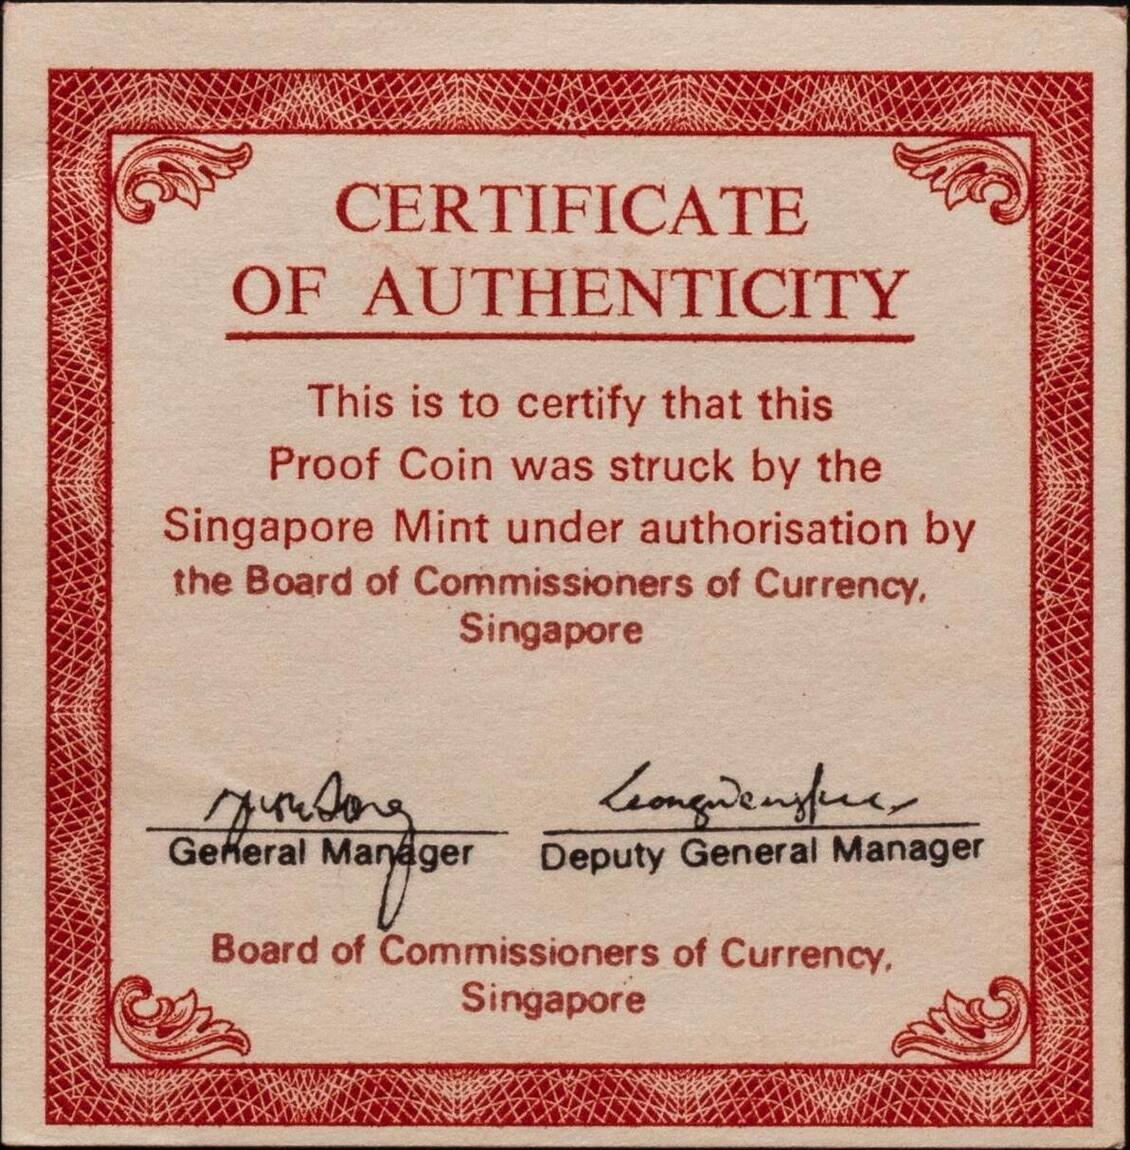 CERTIFICATE
OF AUTHENTICITY
This is to certify that this
Proof Coin was struck by the
Singapore Mint under authorisation by
the Board of Commissioners of Currency,
Singapore
General Manager
Deputy General Manager
Board of Commissioners of Currency,
Singapore